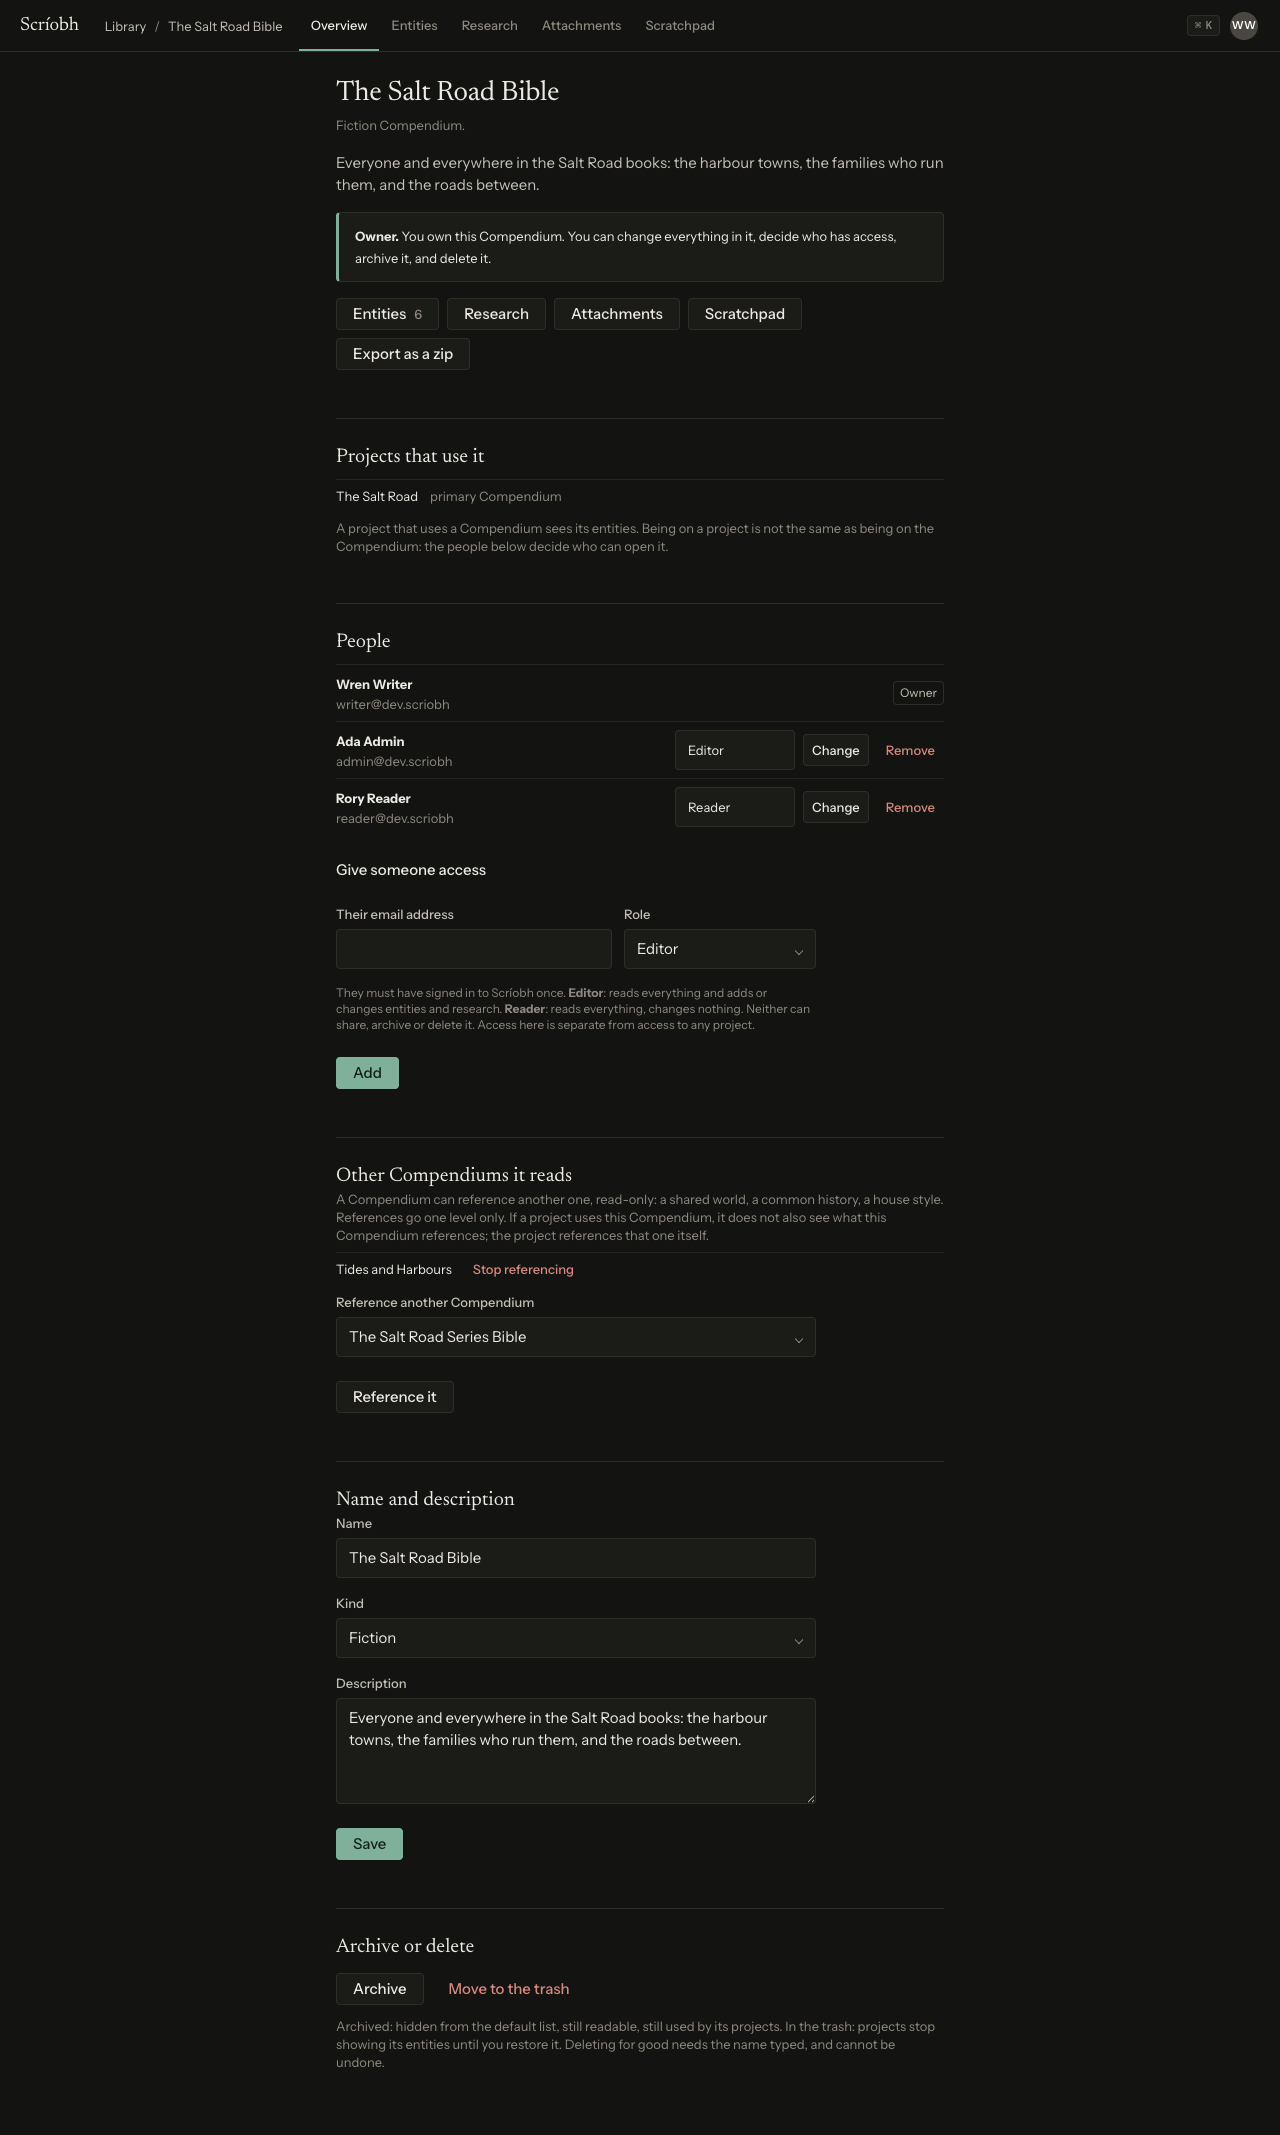 Scríobh
Library / The Salt Road Bible
Overview
Entities
Research
Attachments
Scratchpad
⌘ K
WW
The Salt Road Bible
Fiction Compendium.
Everyone and everywhere in the Salt Road books: the harbour towns, the families who run
them, and the roads between.
Owner. You own this Compendium. You can change everything in it, decide who has access,
archive it, and delete it.
Entities 6
Research
Attachments
Scratchpad
Export as a zip
Projects that use it
The Salt Road primary Compendium
A project that uses a Compendium sees its entities. Being on a project is not the same as being on the
Compendium: the people below decide who can open it.
People
Wren Writer
writer@dev.scriobh
Owner
Ada Admin
admin@dev.scriobh
Editor
Change
Remove
Rory Reader
reader@dev.scriobh
Reader
Change
Remove
Give someone access
Their email address
Role
Editor
They must have signed in to Scríobh once. Editor: reads everything and adds or
changes entities and research. Reader: reads everything, changes nothing. Neither can
share, archive or delete it. Access here is separate from access to any project.
Add
Other Compendiums it reads
A Compendium can reference another one, read-only: a shared world, a common history, a house style.
References go one level only. If a project uses this Compendium, it does not also see what this
Compendium references; the project references that one itself.
Tides and Harbours Stop referencing
Reference another Compendium
The Salt Road Series Bible
Reference it
Name and description
Name
The Salt Road Bible
Kind
Fiction
Description
Everyone and everywhere in the Salt Road books: the harbour
towns, the families who run them, and the roads between.
Save
Archive or delete
Archive
Move to the trash
Archived: hidden from the default list, still readable, still used by its projects. In the trash: projects stop
showing its entities until you restore it. Deleting for good needs the name typed, and cannot be
undone.